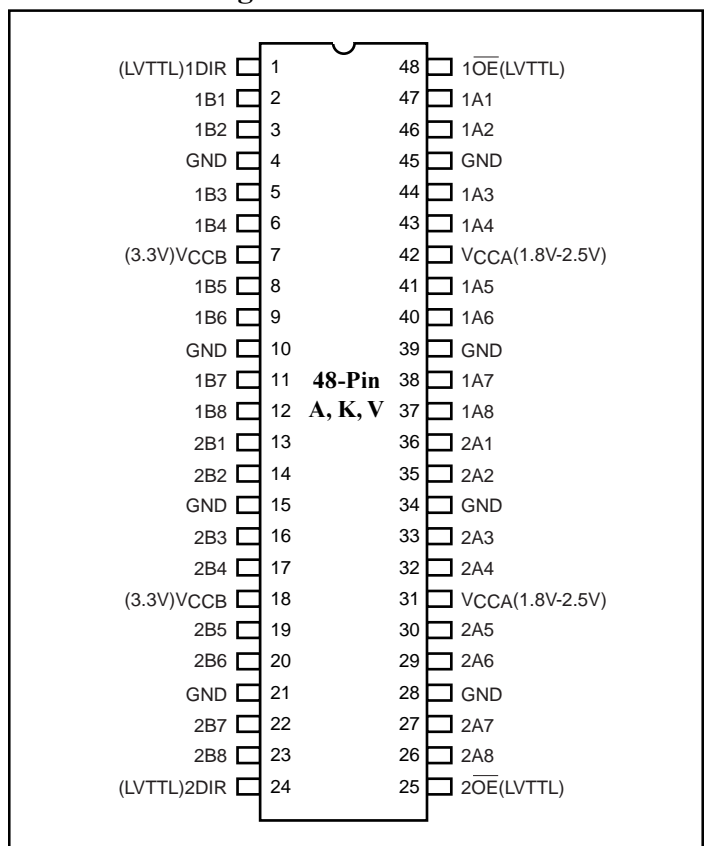 g
(LVTTL)1DIR 1 48 1O̅E̅(LVTTL)
1B1 2 47 1A1
1B2 3 46 1A2
GND 4 45 GND
1B3 5 44 1A3
1B4 6 43 1A4
(3.3V)VCCB 7 42 VCCA(1.8V-2.5V)
1B5 8 41 1A5
1B6 9 40 1A6
GND 10 39 GND
1B7 11 48-Pin 38 1A7
1B8 12 A, K, V 37 1A8
2B1 13 36 2A1
2B2 14 35 2A2
GND 15 34 GND
2B3 16 33 2A3
2B4 17 32 2A4
(3.3V)VCCB 18 31 VCCA(1.8V-2.5V)
2B5 19 30 2A5
2B6 20 29 2A6
GND 21 28 GND
2B7 22 27 2A7
2B8 23 26 2A8
(LVTTL)2DIR 24 25 2O̅E̅(LVTTL)